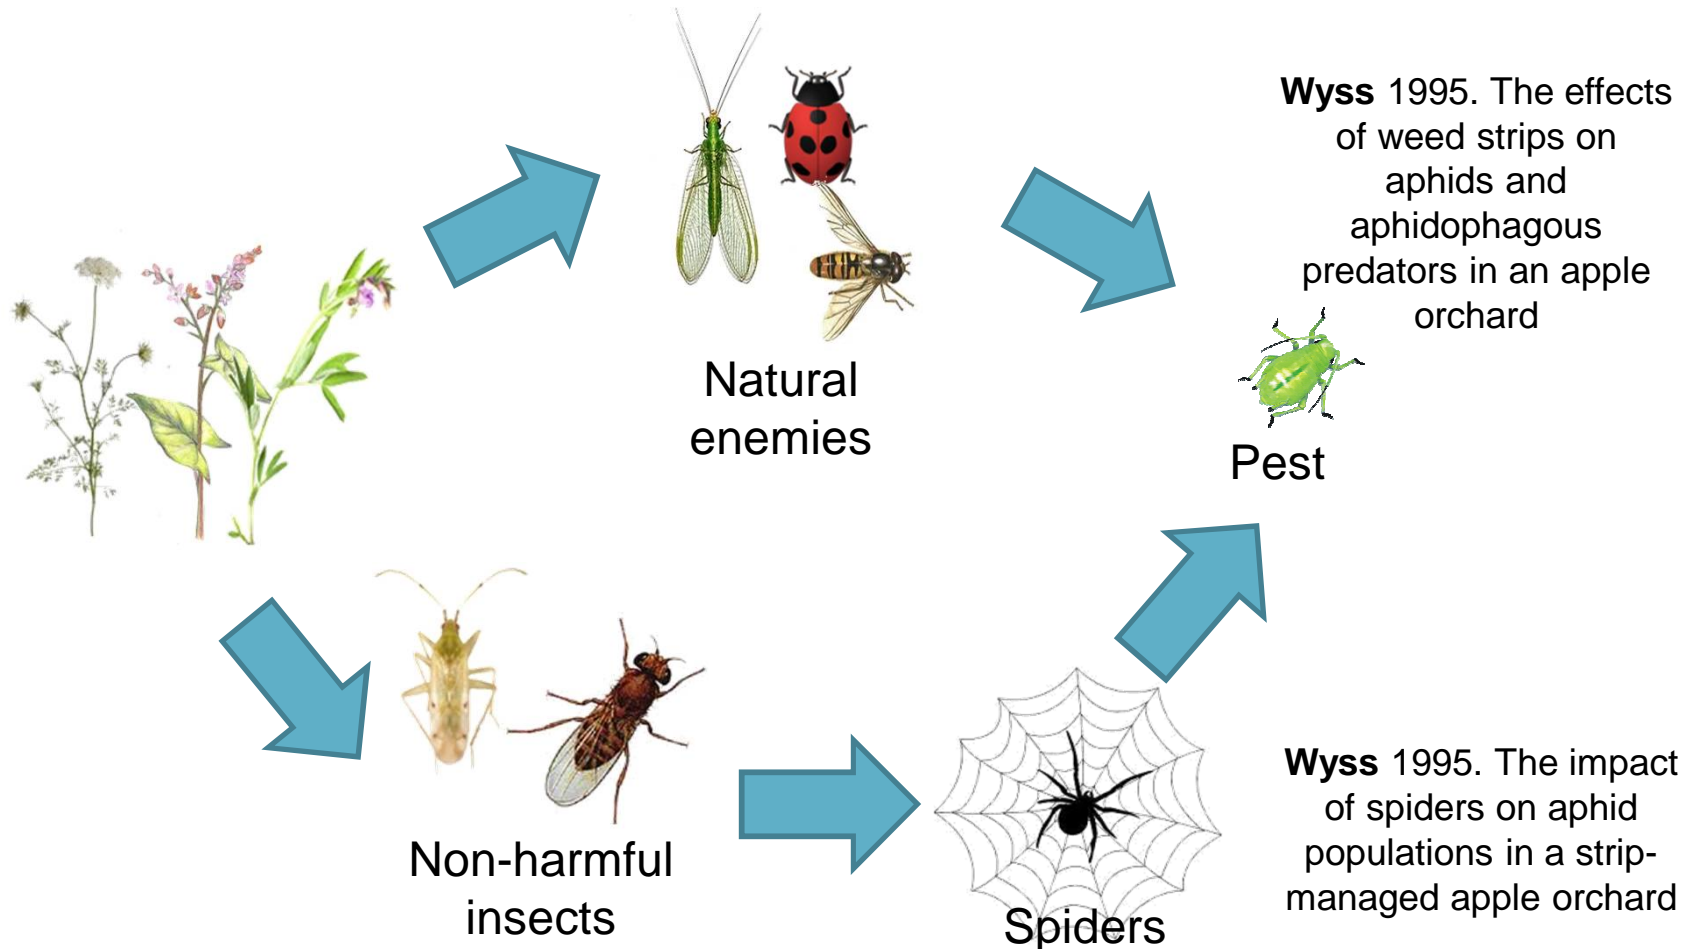 Wyss 1995. The effects
of weed strips on
aphids and
aphidophagous
predators in an apple
orchard
Natural
enemies
Pest
Non-harmful
insects
Spiders
Wyss 1995. The impact
of spiders on aphid
populations in a strip-
managed apple orchard